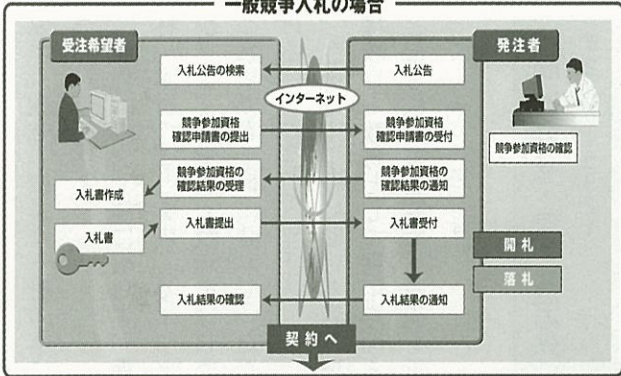 一般競争入札の場合
受注希望者
発注者
入札公告の検索
入札公告
インターネット
競争参加資格
確認申請書の提出
競争参加資格
確認申請書の受付
競争参加資格の確認
競争参加資格の
確認結果の受理
競争参加資格の
確認結果の通知
入札書作成
入札書
入札書提出
入札書受付
開札
落札
入札結果の確認
入札結果の通知
契約へ